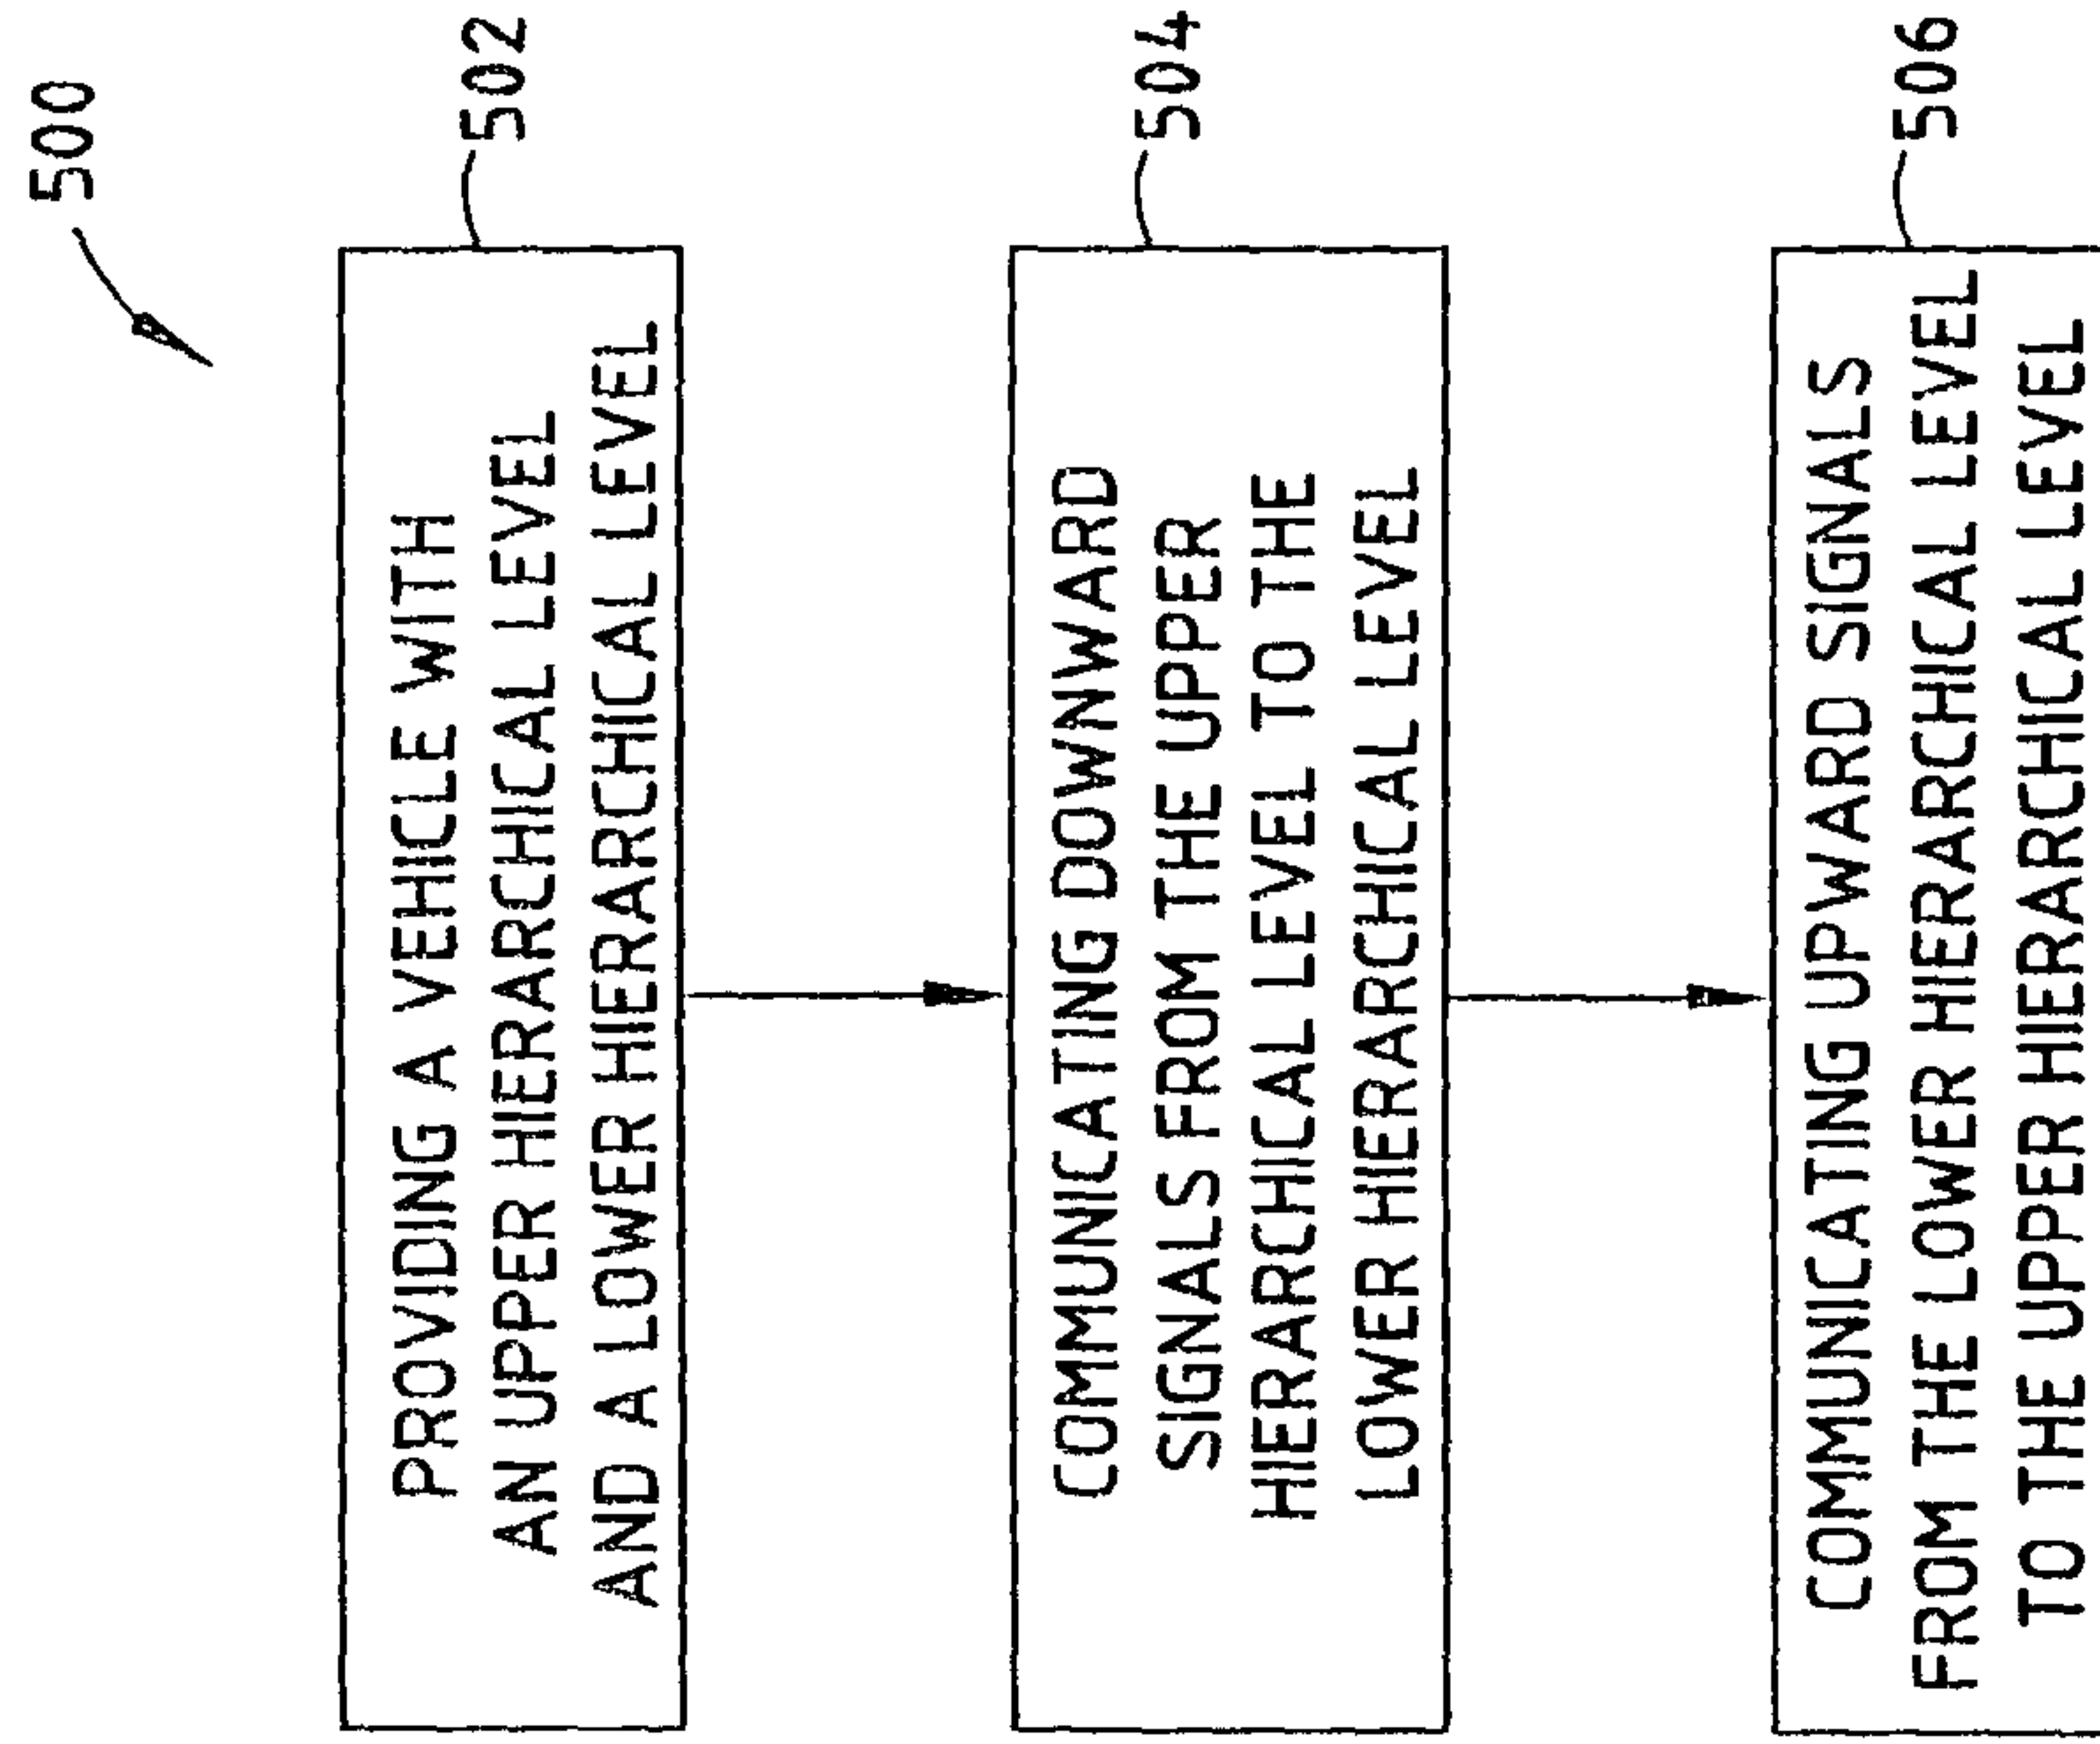 500
PROVIDING A VEHICLE WITH
AN UPPER HIERARCHICAL LEVEL
AND A LOWER HIERARCHICAL LEVEL
502
COMMUNICATING DOWNWARD
SIGNALS FROM THE UPPER
HIERARCHICAL LEVEL TO THE
LOWER HIERARCHICAL LEVEL
504
COMMUNICATING UPWARD SIGNALS
FROM THE LOWER HIERARCHICAL LEVEL
TO THE UPPER HIERARCHICAL LEVEL
506